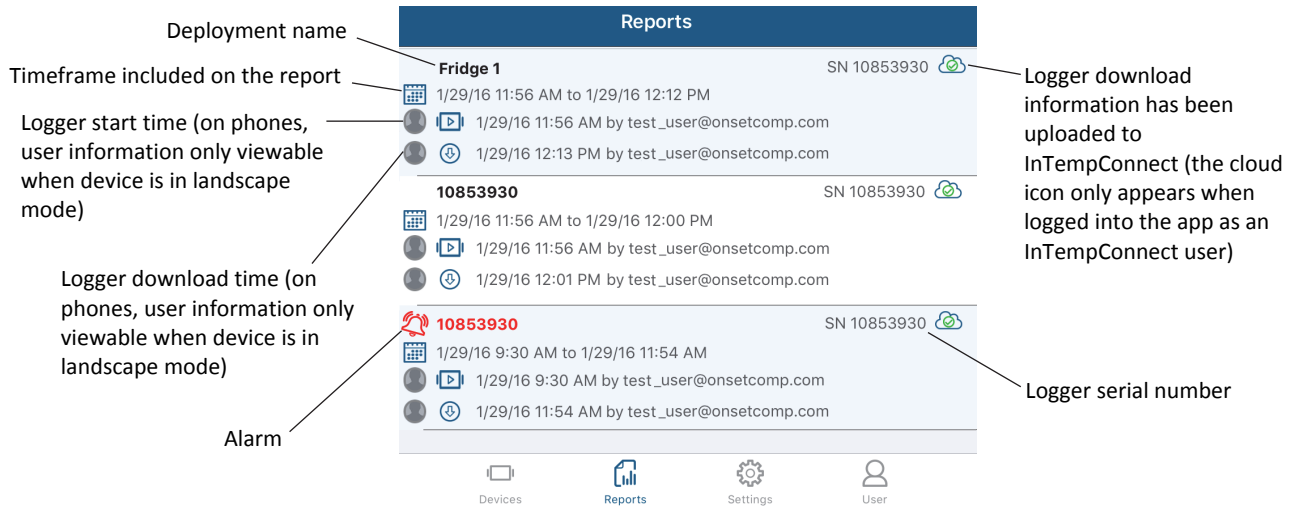 Reports
Deployment name
Timeframe included on the report
Logger start time (on phones,
user information only viewable
when device is in landscape
mode)
Logger download time (on
phones, user information only
viewable when device is in
landscape mode)
Alarm
Fridge 1
SN 10853930
1/29/16 11:56 AM to 1/29/16 12:12 PM
1/29/16 11:56 AM by test_user@onsetcomp.com
1/29/16 12:13 PM by test_user@onsetcomp.com
10853930
SN 10853930
1/29/16 11:56 AM to 1/29/16 12:00 PM
1/29/16 11:56 AM by test_user@onsetcomp.com
1/29/16 12:01 PM by test_user@onsetcomp.com
10853930
SN 10853930
1/29/16 9:30 AM to 1/29/16 11:54 AM
1/29/16 9:30 AM by test_user@onsetcomp.com
1/29/16 11:54 AM by test_user@onsetcomp.com
Devices
Reports
Settings
User
Logger download
information has been
uploaded to
InTempConnect (the cloud
icon only appears when
logged into the app as an
InTempConnect user)
Logger serial number